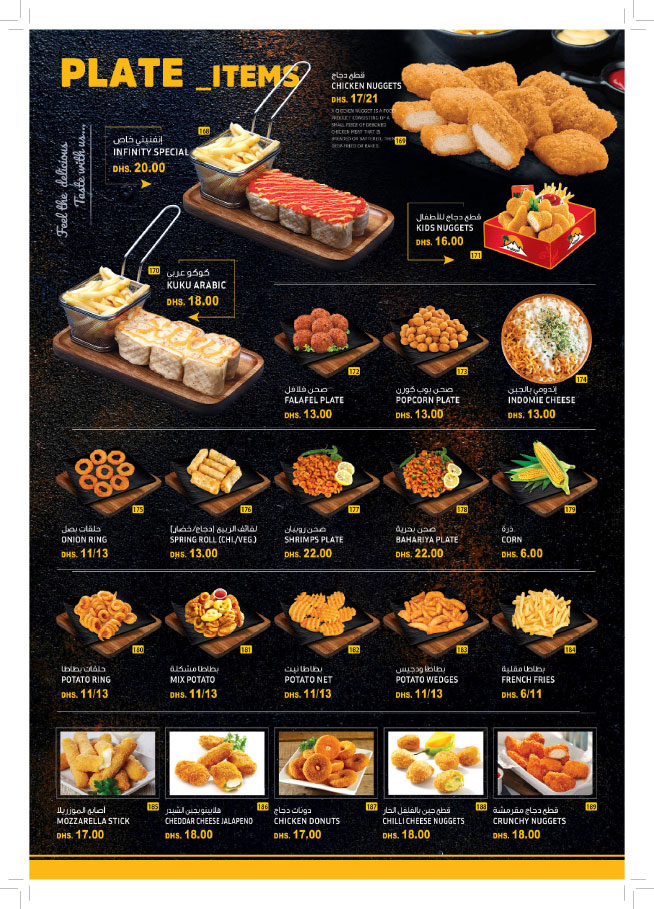 PLATE _ITEMS
Feel the delicious
Taste with us...
168
إنفنيتي خاص
INFINITY SPECIAL
DHS. 20.00
قطع دجاج
CHICKEN NUGGETS
DHS. 17/21
A CHICKEN NUGGET IS A FOOD
PRODUCT CONSISTING OF A
SMALL PIECE OF DEBONED
CHICKEN MEAT THAT IS
BREADED OR BATTERED, THEN
DEEP-FRIED OR BAKED.
169
قطع دجاج للأطفال
KIDS NUGGETS
DHS. 16.00
171
170
كوكو عربي
KUKU ARABIC
DHS. 18.00
172
صحن فلافل
FALAFEL PLATE
DHS. 13.00
173
صحن بوب كورن
POPCORN PLATE
DHS. 13.00
174
إندومي بالجبن
INDOMIE CHEESE
DHS. 13.00
175
حلقات بصل
ONION RING
DHS. 11/13
176
لفائف الربيع (دجاج/خضار)
SPRING ROLL (CHI./VEG.)
DHS. 13.00
177
صحن روبيان
SHRIMPS PLATE
DHS. 22.00
178
صحن بحرية
BAHARIYA PLATE
DHS. 22.00
179
ذرة
CORN
DHS. 6.00
180
حلقات بطاطا
POTATO RING
DHS. 11/13
181
بطاطا مشكلة
MIX POTATO
DHS. 11/13
182
بطاطا نيت
POTATO NET
DHS. 11/13
183
بطاطا ودجيس
POTATO WEDGES
DHS. 11/13
184
بطاطا مقلية
FRENCH FRIES
DHS. 6/11
185
أصابع الموزريلا
MOZZARELLA STICK
DHS. 17.00
186
هلابينو بجبن الشيدر
CHEDDAR CHEESE JALAPENO
DHS. 18.00
187
دونات دجاج
CHICKEN DONUTS
DHS. 17.00
188
قطع جبن بالفلفل الحار
CHILLI CHEESE NUGGETS
DHS. 18.00
189
قطع دجاج مقرمشة
CRUNCHY NUGGETS
DHS. 18.00